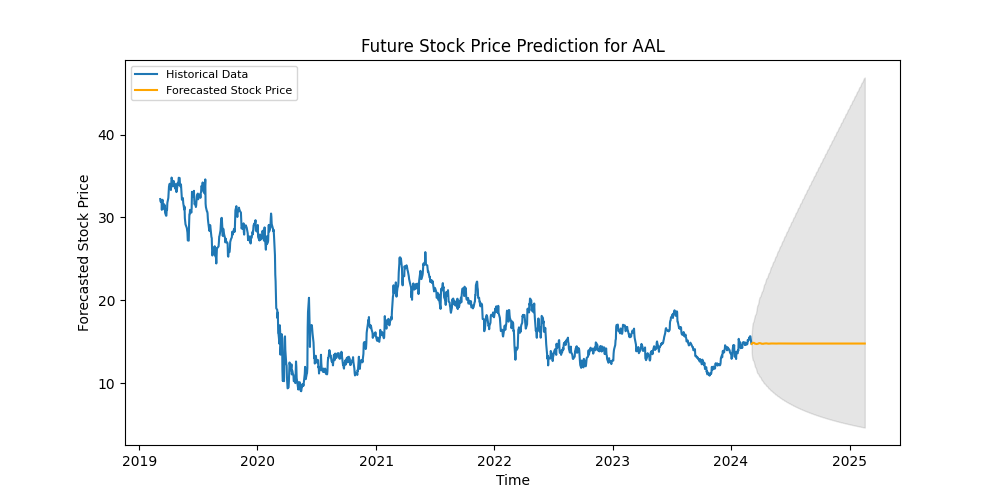 Future Stock Price Prediction for AAL
Historical Data
Forecasted Stock Price
40
30
20
10
Forecasted Stock Price
2019
2020
2021
2022
2023
2024
2025
Time